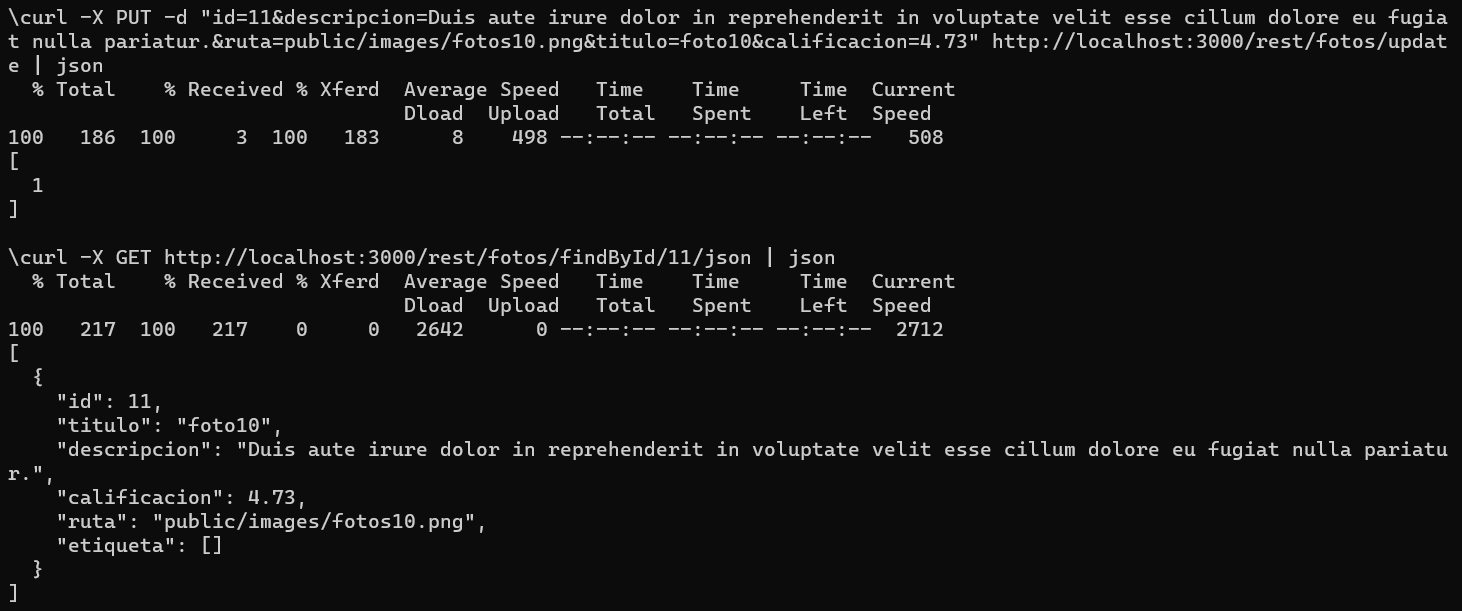 \curl -X PUT -d "id=11&descripcion=Duis aute irure dolor in reprehenderit in voluptate velit esse cillum dolore eu fugia
t nulla pariatur.&ruta=public/images/fotos10.png&titulo=foto10&calificacion=4.73" http://localhost:3000/rest/fotos/updat
e | json
  % Total    % Received % Xferd  Average Speed   Time    Time     Time  Current
                                 Dload  Upload   Total   Spent    Left  Speed
100   186  100     3  100   183      8    498 --:--:-- --:--:-- --:--:--   508
[
  1
]

\curl -X GET http://localhost:3000/rest/fotos/findById/11/json | json
  % Total    % Received % Xferd  Average Speed   Time    Time     Time  Current
                                 Dload  Upload   Total   Spent    Left  Speed
100   217  100   217    0     0   2642      0 --:--:-- --:--:-- --:--:--  2712
[
  {
    "id": 11,
    "titulo": "foto10",
    "descripcion": "Duis aute irure dolor in reprehenderit in voluptate velit esse cillum dolore eu fugiat nulla pariatu
r.",
    "calificacion": 4.73,
    "ruta": "public/images/fotos10.png",
    "etiqueta": []
  }
]